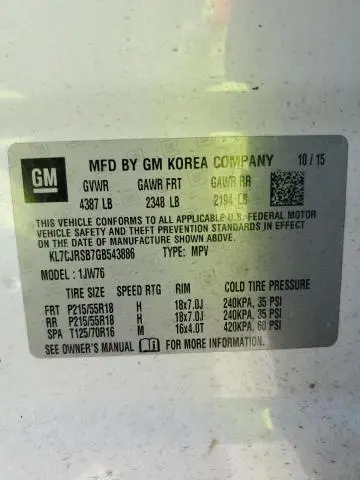 GM
MFD BY GM KOREA COMPANY 10/15
GVWR GAWR FRT GAWR RR
4387 LB 2348 LB 2194 LB
THIS VEHICLE CONFORMS TO ALL APPLICABLE U.S. FEDERAL MOTOR
VEHICLE SAFETY AND THEFT PREVENTION STANDARDS IN EFFECT
ON THE DATE OF MANUFACTURE SHOWN ABOVE.
KL7CJRSB7GB543886 TYPE: MPV
MODEL: 1JW76
TIRE SIZE SPEED RTG RIM COLD TIRE PRESSURE
FRT P215/55R18 H 18x7.0J 240KPA, 35 PSI
RR P215/55R18 H 18x7.0J 240KPA, 35 PSI
SPA T125/70R16 M 16x4.0T 420KPA, 60 PSI
SEE OWNER'S MANUAL FOR MORE INFORMATION